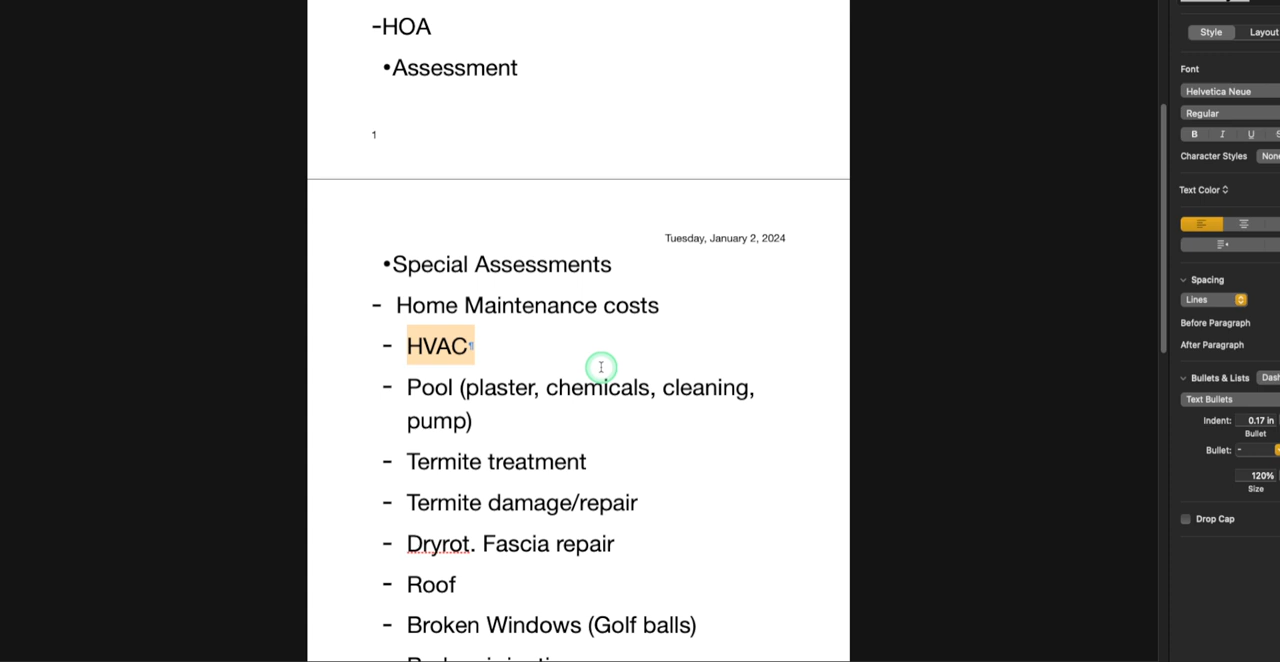 -HOA
•Assessment
1
Tuesday, January 2, 2024
•Special Assessments
- Home Maintenance costs
- HVAC
- Pool (plaster, chemicals, cleaning,
pump)
- Termite treatment
- Termite damage/repair
- Dryrot. Fascia repair
- Roof
- Broken Windows (Golf balls)
Style
Layout
Font
Helvetica Neue
Regular
B I U S
Character Styles
Text Color
Spacing
Lines
Before Paragraph
After Paragraph
Bullets & Lists
Text Bullets
Indent: 0.17 in
Bullet
Bullet: -
120%
Size
Drop Cap